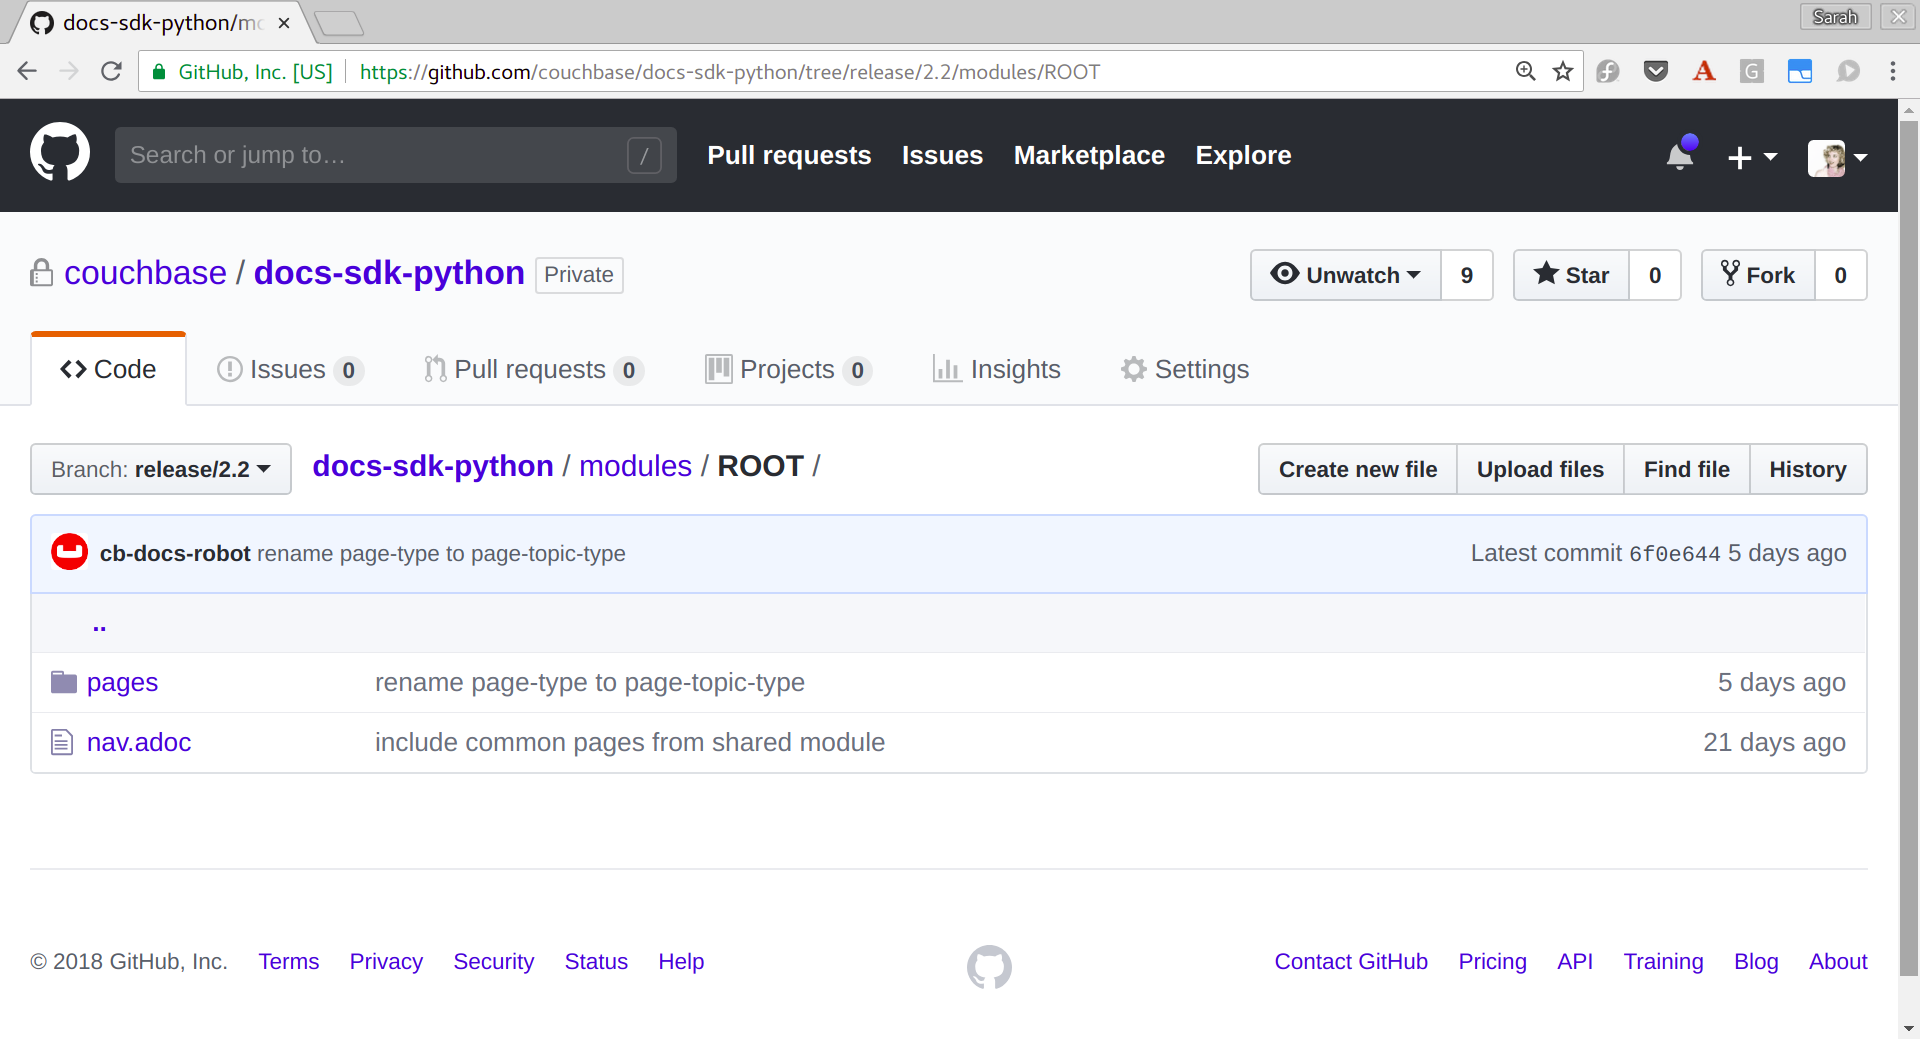 docs-sdk-python/mo
Sarah
GitHub, Inc. [US] https://github.com/couchbase/docs-sdk-python/tree/release/2.2/modules/ROOT
Search or jump to… /
Pull requests Issues Marketplace Explore
couchbase / docs-sdk-python Private
Unwatch 9 Star 0 Fork 0
Code Issues 0 Pull requests 0 Projects 0 Insights Settings
Branch: release/2.2 docs-sdk-python / modules / ROOT /
Create new file Upload files Find file History
cb-docs-robot rename page-type to page-topic-type Latest commit 6f0e644 5 days ago
..
pages rename page-type to page-topic-type 5 days ago
nav.adoc include common pages from shared module 21 days ago
© 2018 GitHub, Inc. Terms Privacy Security Status Help
Contact GitHub Pricing API Training Blog About